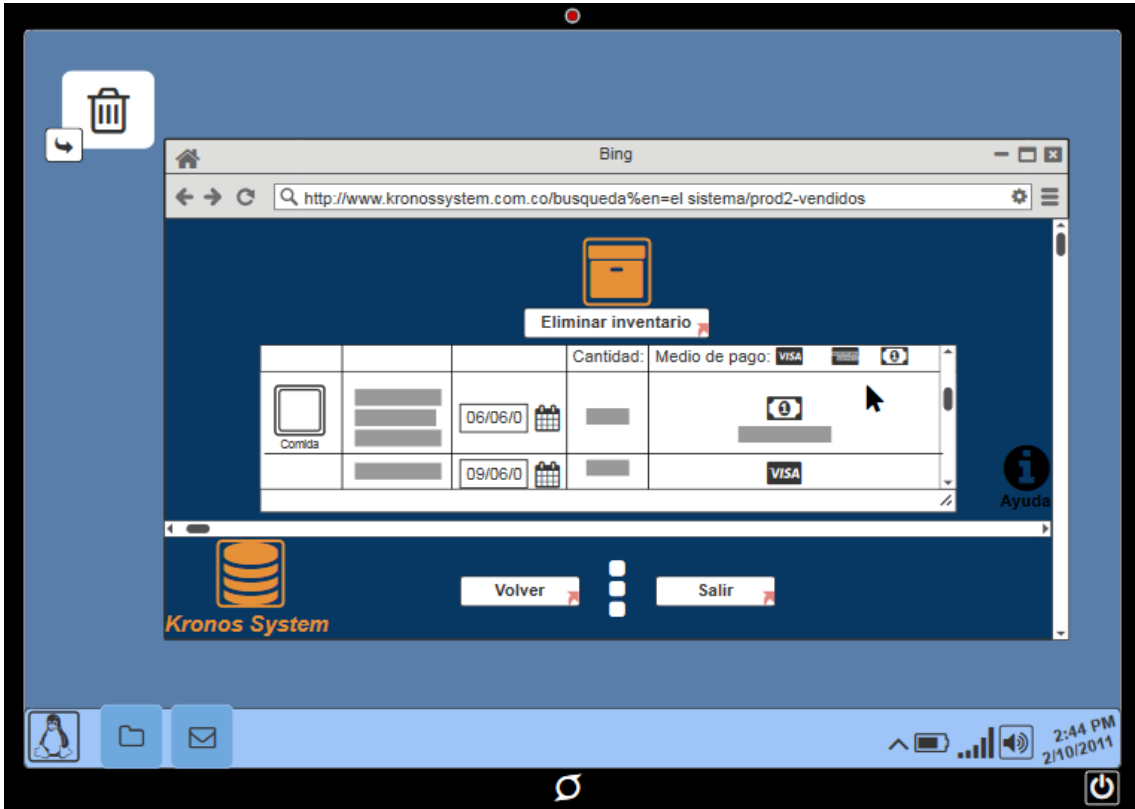 Bing
http://www.kronossystem.com.co/busqueda%en=el sistema/prod2-vendidos
Eliminar inventario
Cantidad: Medio de pago: VISA
Comida
06/06/0
09/06/0
VISA
Ayuda
Volver
Salir
Kronos System
2:44 PM
2/10/2011